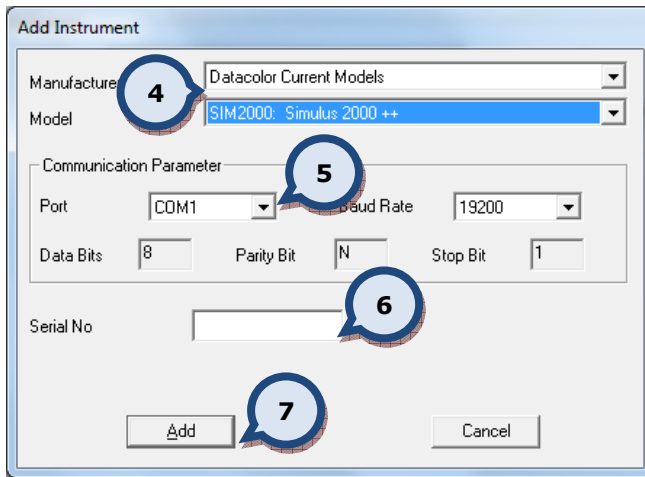 Add Instrument
Manufacture
Datacolor Current Models
4
Model
SIM2000: Simulus 2000 ++
Communication Parameter
5
Port
COM1
aud Rate
19200
Data Bits
8
Parity Bit
N
Stop Bit
1
Serial No
6
Add
7
Cancel